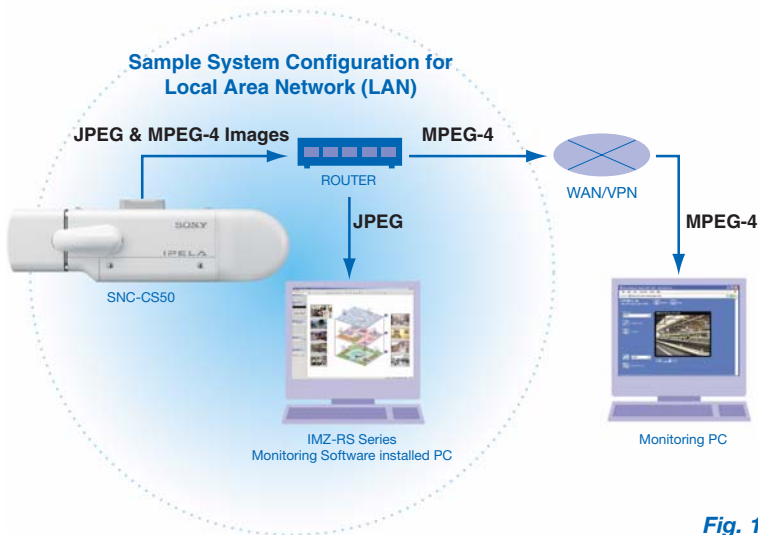 Sample System Configuration for
Local Area Network (LAN)
JPEG & MPEG-4 Images
MPEG-4
ROUTER
WAN/VPN
JPEG
MPEG-4
SONY
IPELA
SNC-CS50
IMZ-RS Series
Monitoring Software installed PC
Monitoring PC
Fig. 1